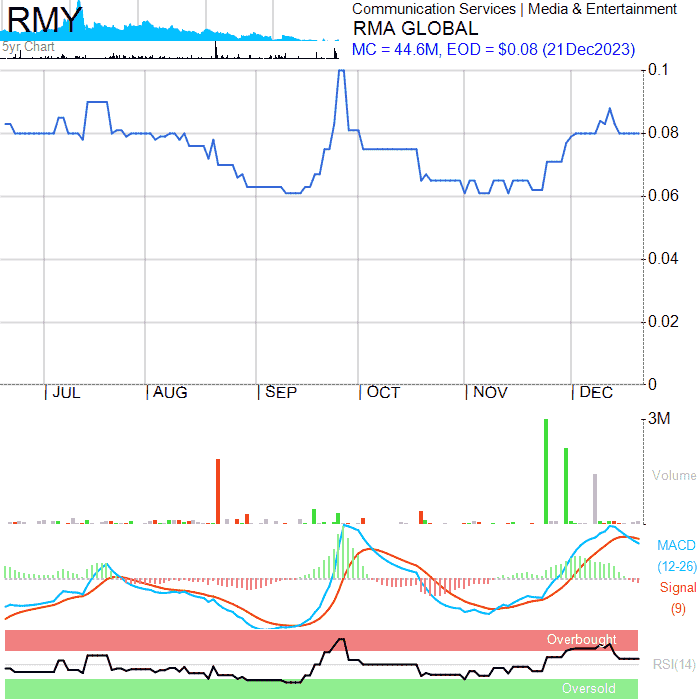 RMY
5yr. Chart
Communication Services | Media & Entertainment
RMA GLOBAL
MC = 44.6M, EOD = $0.08 (21Dec2023)
0.1
0.08
0.06
0.04
0.02
0
JUL
AUG
SEP
OCT
NOV
DEC
3M
Volume
MACD
(12-26)
Signal
(9)
Overbought
RSI(14)
Oversold